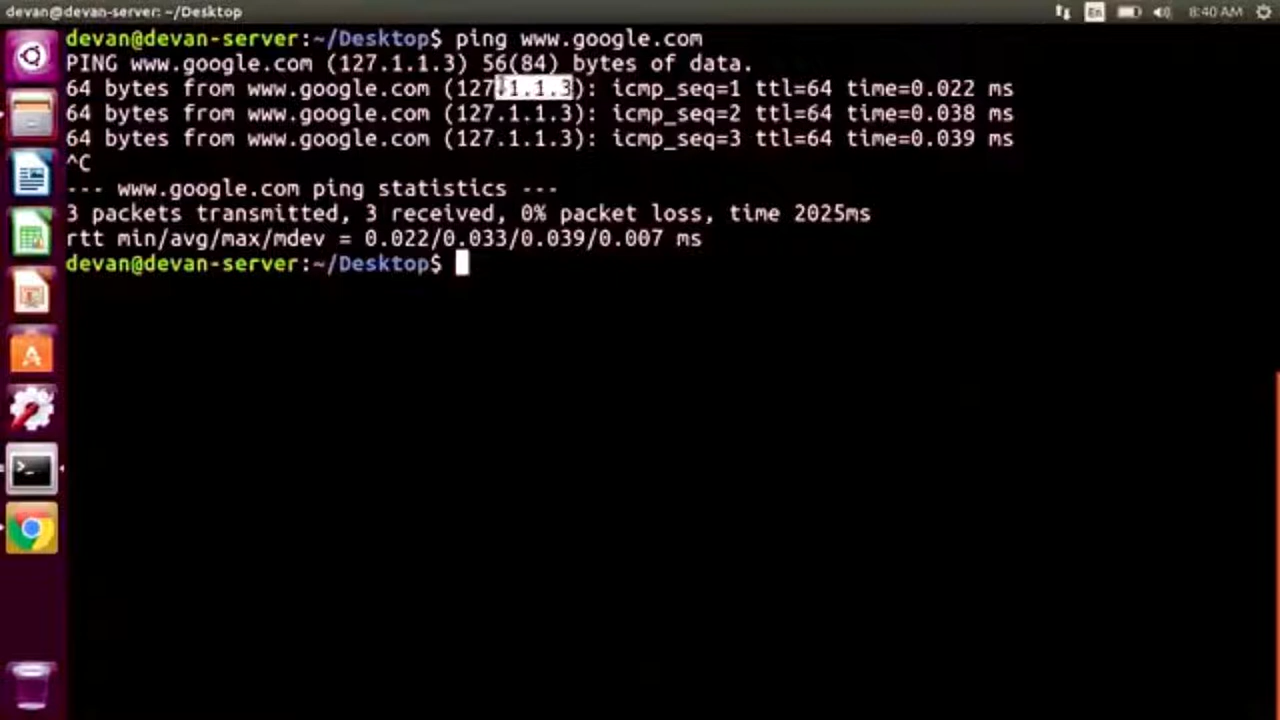 devan@devan-server: ~/Desktop
En
8:40 AM
devan@devan-server:~/Desktop$ ping www.google.com
PING www.google.com (127.1.1.3) 56(84) bytes of data.
64 bytes from www.google.com (127.1.1.3): icmp_seq=1 ttl=64 time=0.022 ms
64 bytes from www.google.com (127.1.1.3): icmp_seq=2 ttl=64 time=0.038 ms
64 bytes from www.google.com (127.1.1.3): icmp_seq=3 ttl=64 time=0.039 ms
^C
--- www.google.com ping statistics ---
3 packets transmitted, 3 received, 0% packet loss, time 2025ms
rtt min/avg/max/mdev = 0.022/0.033/0.039/0.007 ms
devan@devan-server:~/Desktop$